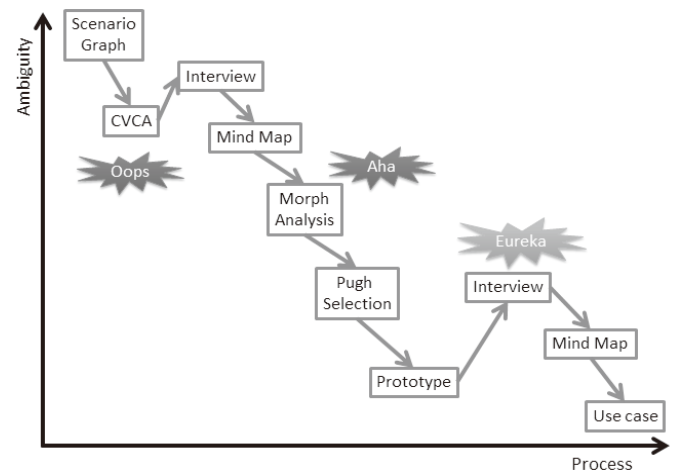 Ambiguity
Scenario
Graph
CVCA
Interview
Oops
Mind Map
Aha
Morph
Analysis
Pugh
Selection
Prototype
Eureka
Interview
Mind Map
Use case
Process